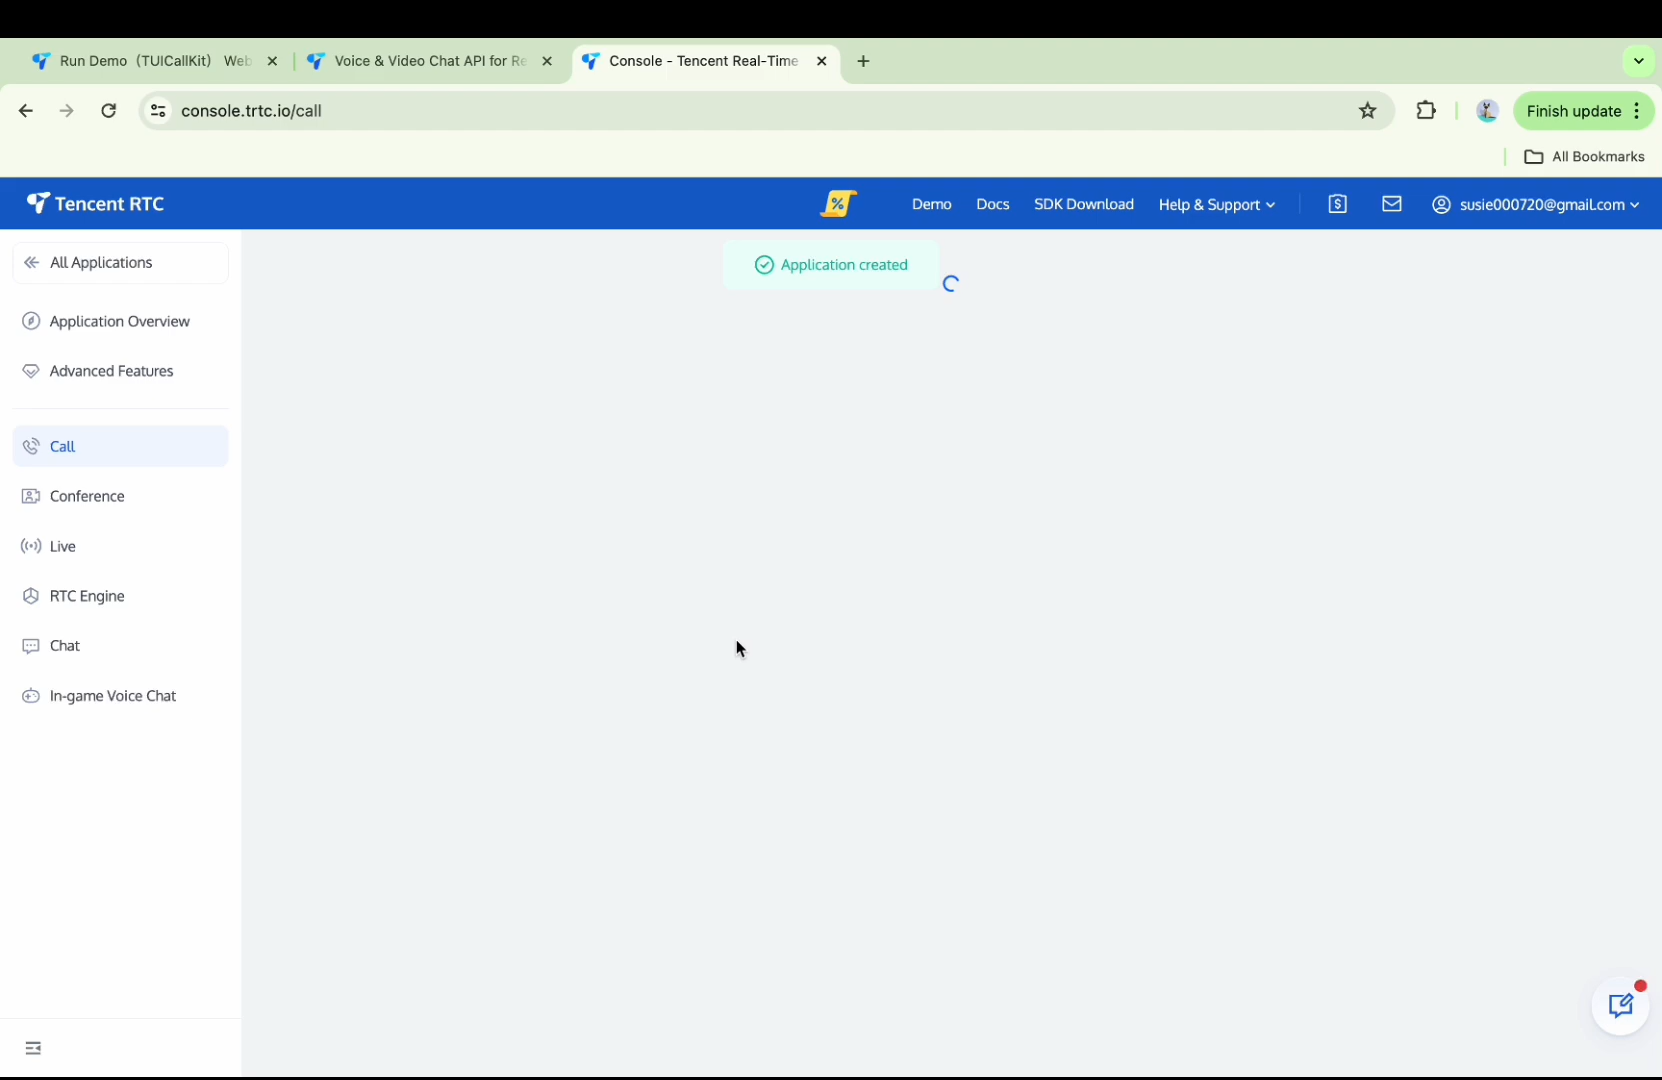 Run Demo (TUICallKit) Web
Voice & Video Chat API for Re
Console - Tencent Real-Time
console.trtc.io/call
Finish update
All Bookmarks
Tencent RTC
%
Demo
Docs
SDK Download
Help & Support
$
susie000720@gmail.com
All Applications
Application created
Application Overview
Advanced Features
Call
Conference
Live
RTC Engine
Chat
In-game Voice Chat